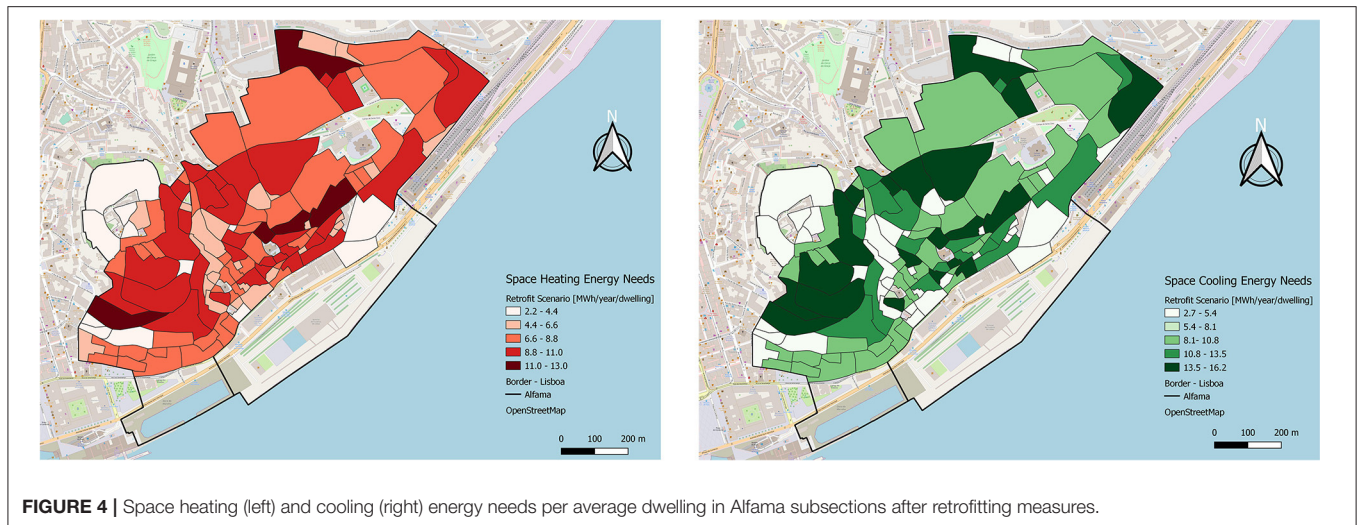 N
Space Heating Energy Needs
Retrofit Scenario [MWh/year/dwelling]
2.2 - 4.4
4.4 - 6.6
6.6 - 8.8
8.8 - 11.0
11.0 - 13.0
Border - Lisboa
Alfama
OpenStreetMap
0 100 200 m
N
Space Cooling Energy Needs
Retrofit Scenario [MWh/year/dwelling]
2.7 - 5.4
5.4 - 8.1
8.1- 10.8
10.8 - 13.5
13.5 - 16.2
Border - Lisboa
Alfama
OpenStreetMap
0 100 200 m
FIGURE 4 | Space heating (left) and cooling (right) energy needs per average dwelling in Alfama subsections after retrofitting measures.